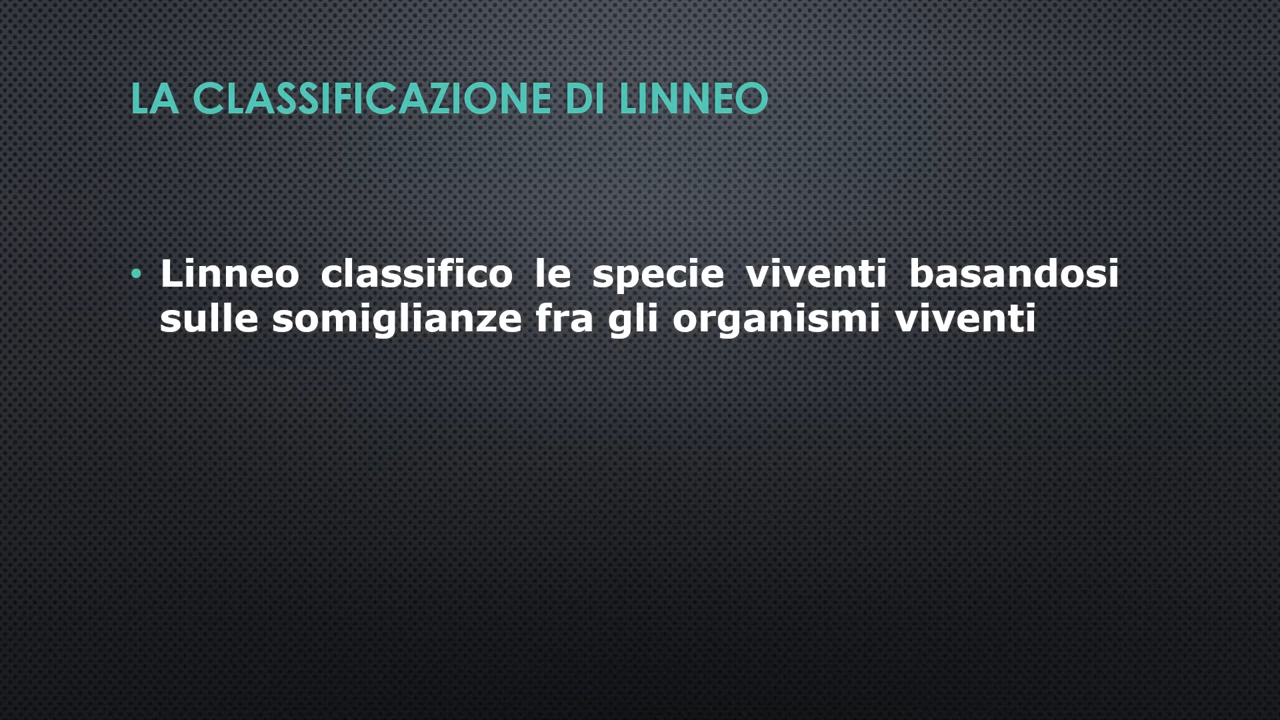 LA CLASSIFICAZIONE DI LINNEO
• Linneo classifico le specie viventi basandosi
sulle somiglianze fra gli organismi viventi